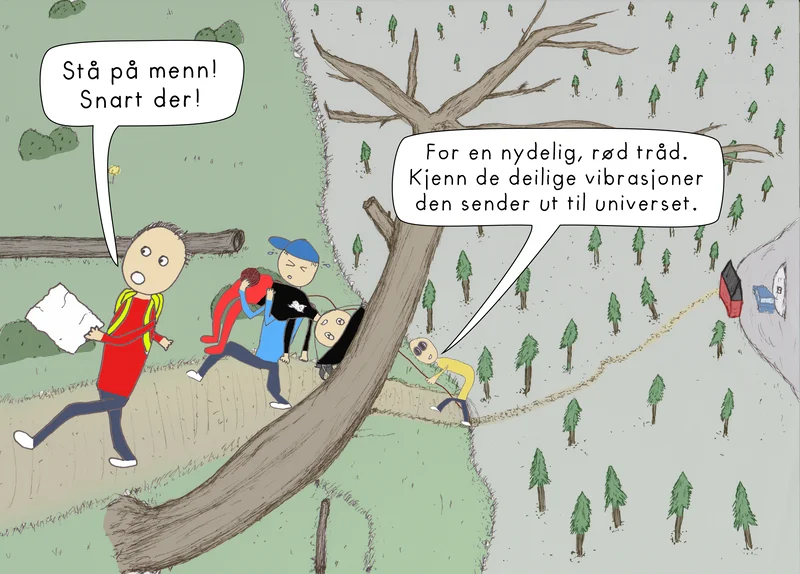 Stå på menn!
Snart der!
For en nydelig, rød tråd.
Kjenn de deilige vibrasjoner
den sender ut til universet.